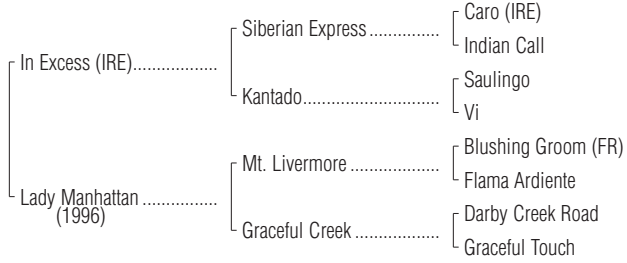 Caro (IRE)
Siberian Express ..................
Indian Call
In Excess (IRE).....................
Saulingo
Kantado....................................
Vi
Blushing Groom (FR)
Mt. Livermore .......................
Flama Ardiente
Lady Manhattan ..................
(1996)
Darby Creek Road
Graceful Creek ......................
Graceful Touch